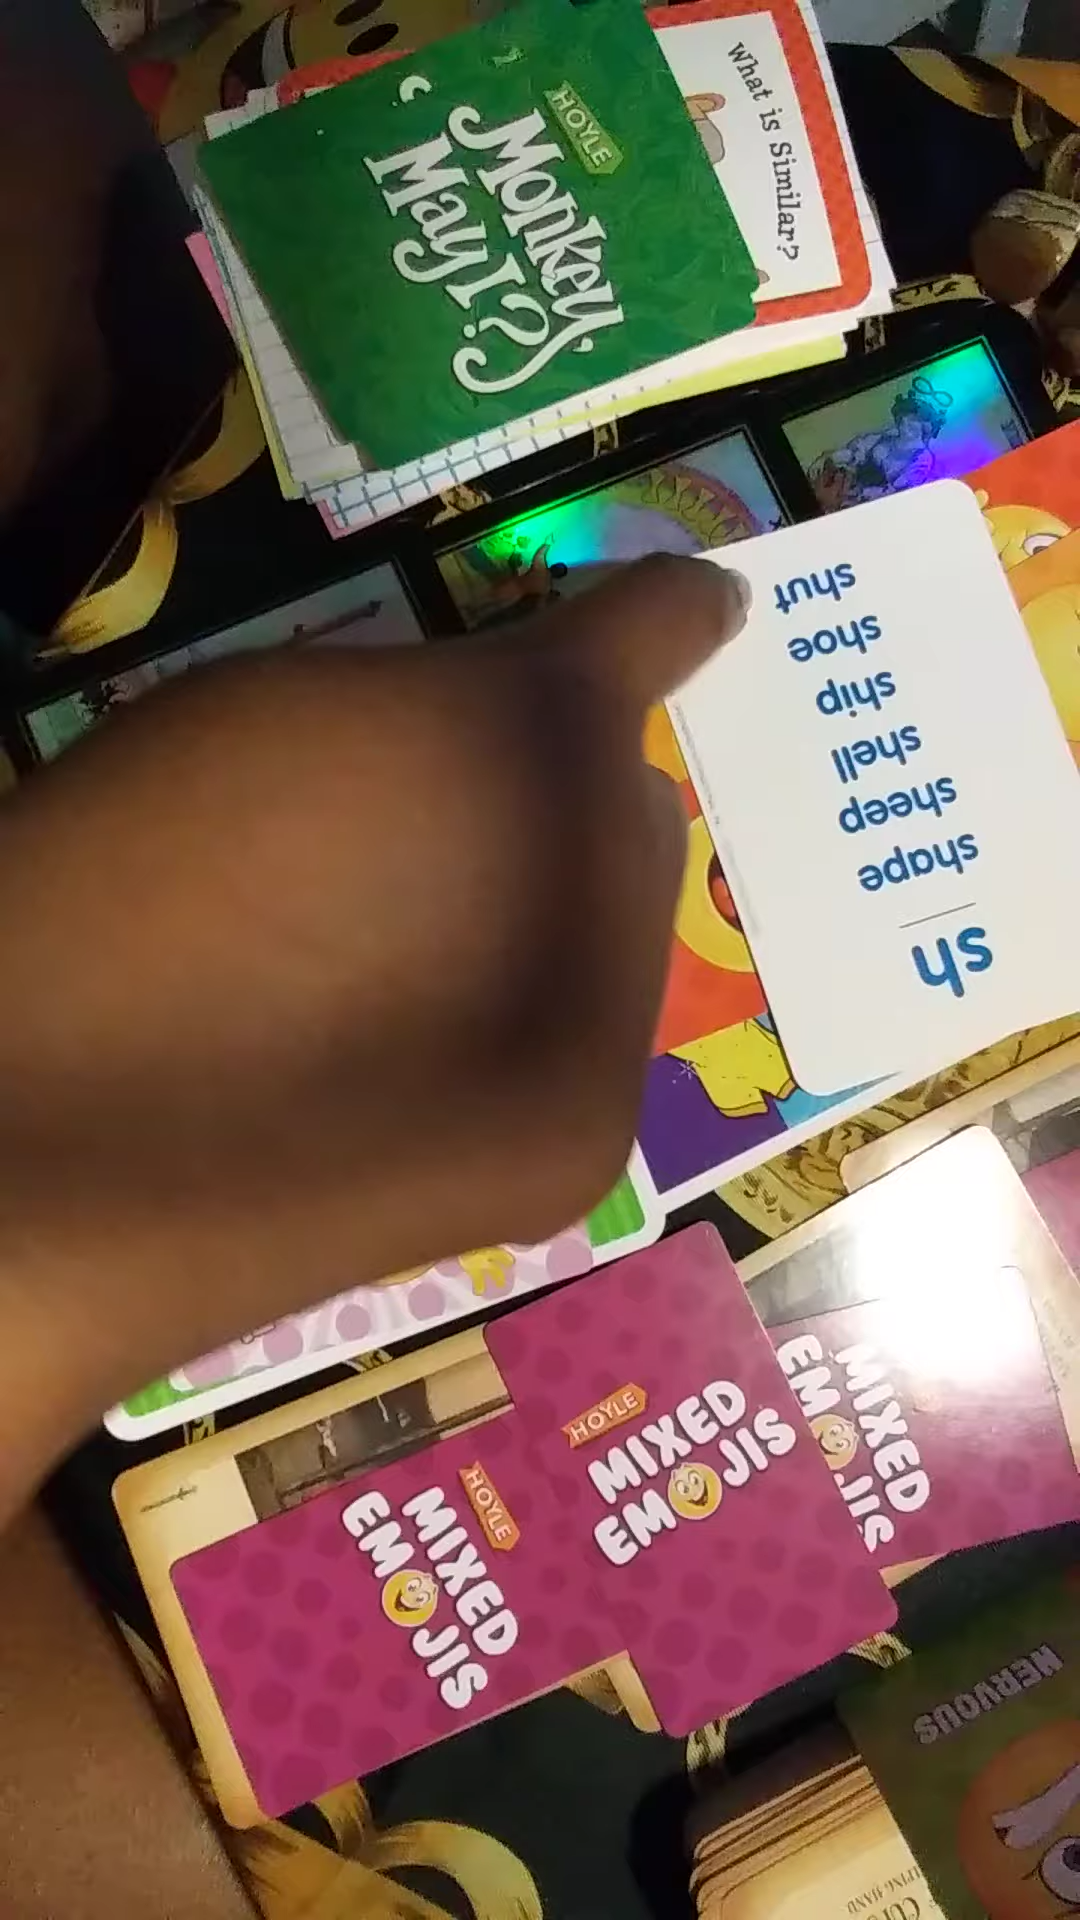 HOYLE
Monkey,
May I?
What is Similar?
sh
shape
sheep
shell
ship
shoe
shut
HOYLE
MIXED
EMOJIS
HOYLE
MIXED
EMOJIS
MIXED
EMOJIS
NERVOUS